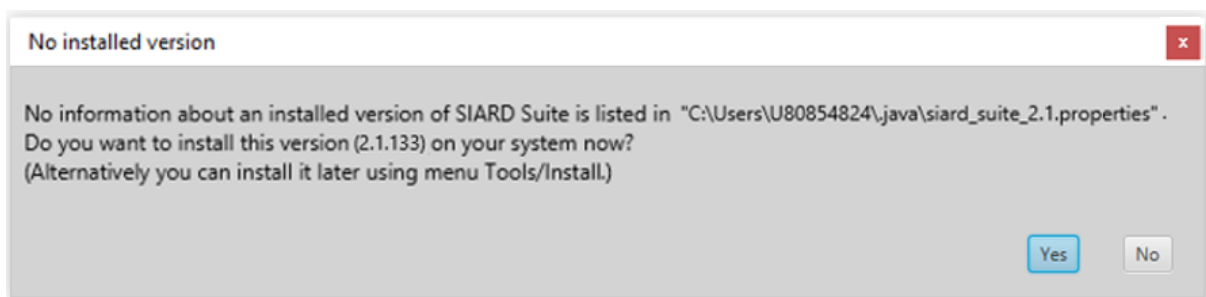 No installed version
x
No information about an installed version of SIARD Suite is listed in "C:\Users\U80854824\.java\siard_suite_2.1.properties".
Do you want to install this version (2.1.133) on your system now?
(Alternatively you can install it later using menu Tools/Install.)
Yes No